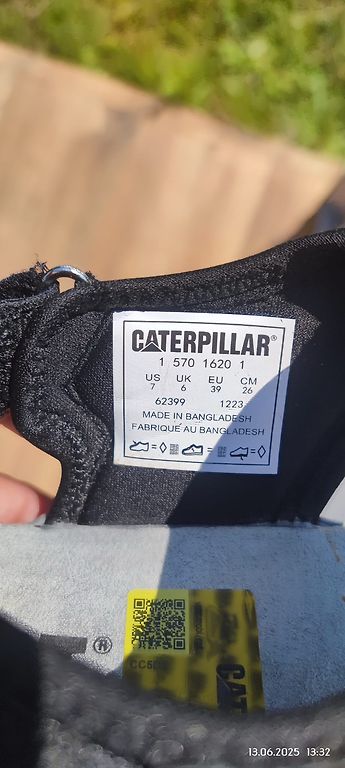 CATERPILLAR®
1 570 1620 1
US UK EU CM
7 6 39 26
62399 1223
MADE IN BANGLADESH
FABRIQUE AU BANGLADESH
®
13.06.2025 13:32